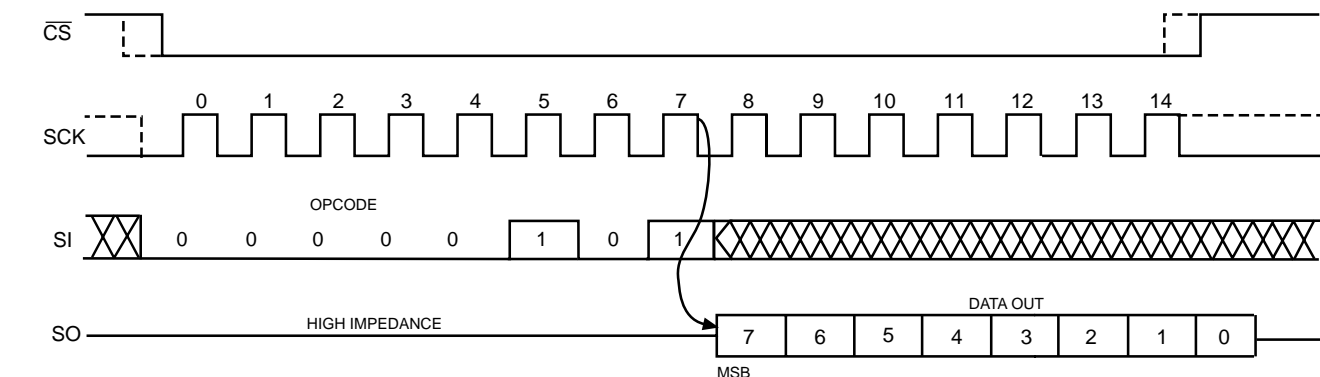 CS
0 1 2 3 4 5 6 7 8 9 10 11 12 13 14
SCK
OPCODE
SI 0 0 0 0 0 1 0 1
DATA OUT
HIGH IMPEDANCE
SO 7 6 5 4 3 2 1 0
MSB